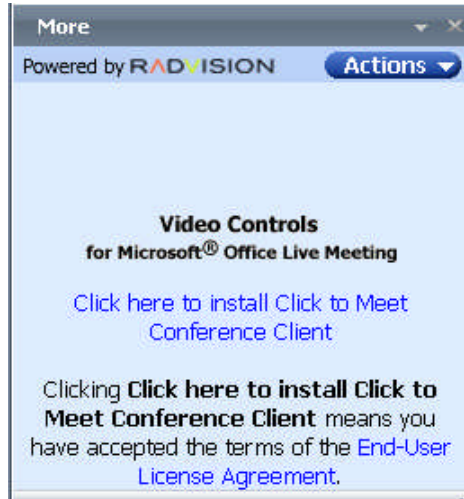 More
Powered by RADVISION Actions
Video Controls
for Microsoft® Office Live Meeting
Click here to install Click to Meet
Conference Client
Clicking Click here to install Click to
Meet Conference Client means you
have accepted the terms of the End-User
License Agreement.